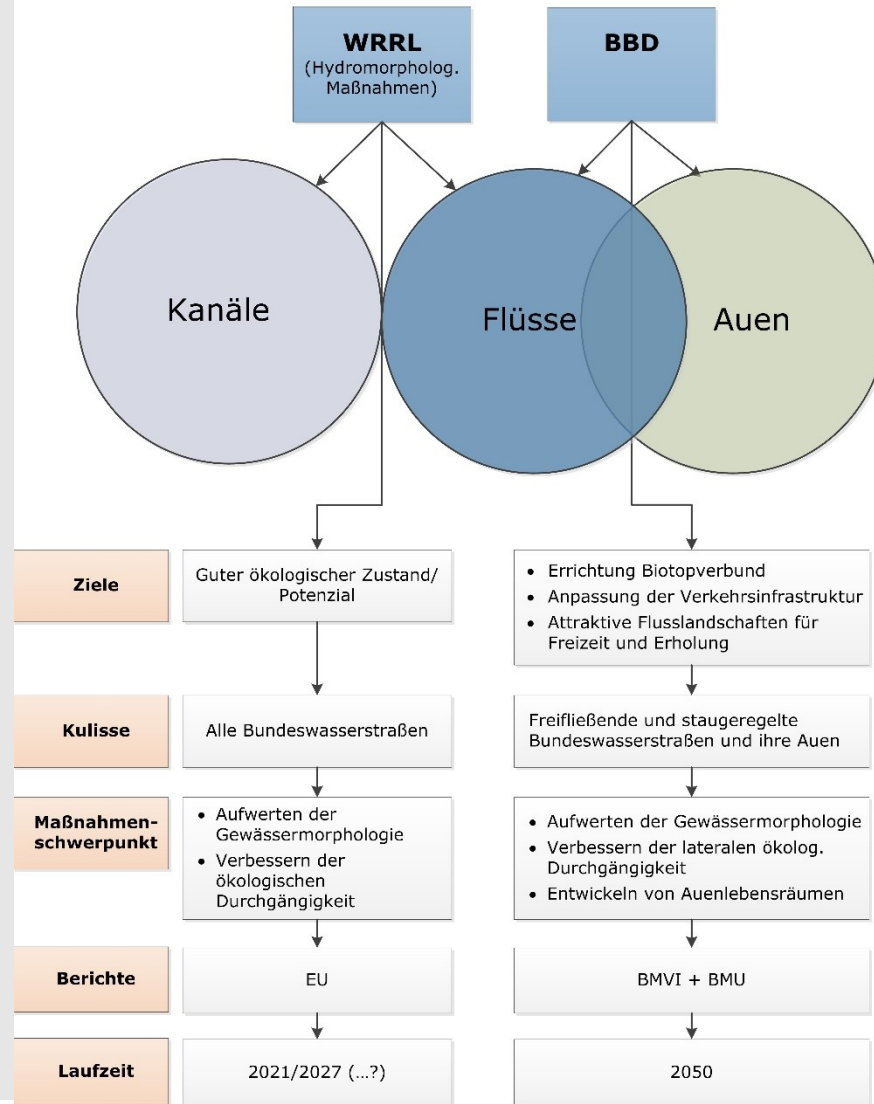 WRRL
(Hydromorpholog.
Maßnahmen)
BBD
Kanäle
Flüsse
Auen
Ziele
Guter ökologischer Zustand/
Potenzial
• Errichtung Biotopverbund
• Anpassung der Verkehrsinfrastruktur
• Attraktive Flusslandschaften für
Freizeit und Erholung
Kulisse
Alle Bundeswasserstraßen
Freifließende und staugeregelte
Bundeswasserstraßen und ihre Auen
Maßnahmen-
schwerpunkt
• Aufwerten der
Gewässermorphologie
• Verbessern der
ökologischen
Durchgängigkeit
• Aufwerten der Gewässermorphologie
• Verbessern der lateralen ökolog.
Durchgängigkeit
• Entwickeln von Auenlebensräumen
Berichte
EU
BMVI + BMU
Laufzeit
2021/2027 (...?)
2050